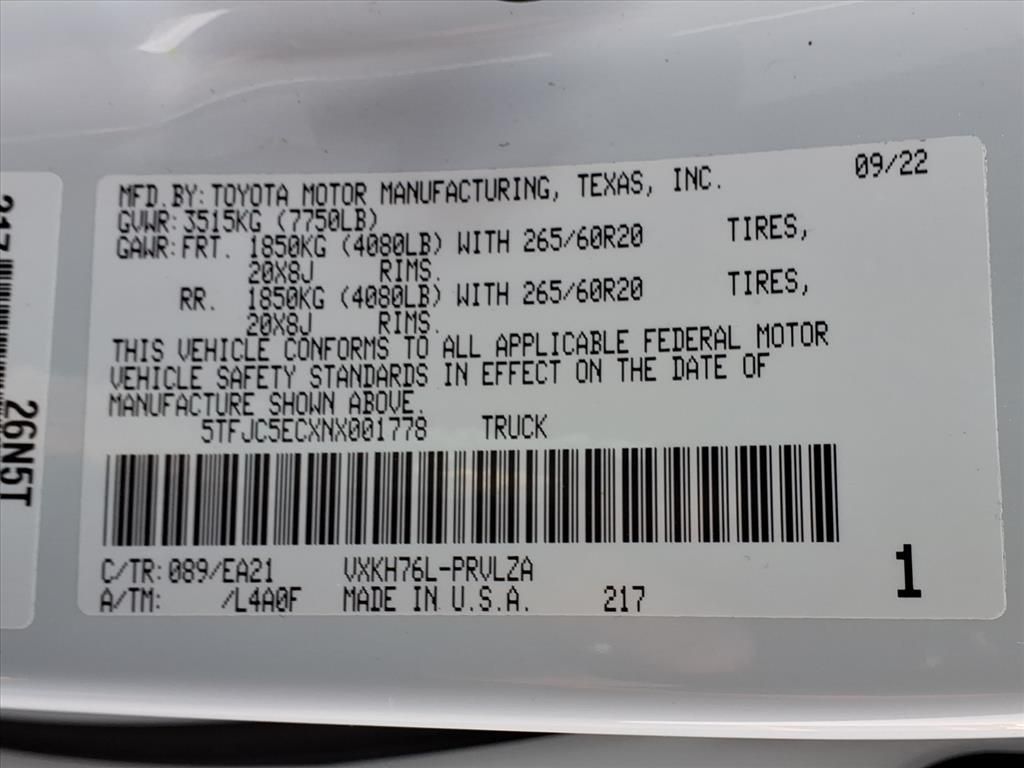 MFD.BY:TOYOTA MOTOR MANUFACTURING, TEXAS, INC. 09/22
GVWR:3515KG (7750LB)
GAWR:FRT. 1850KG (4080LB) WITH 265/60R20 TIRES,
20X8J RIMS.
RR. 1850KG (4080LB) WITH 265/60R20 TIRES,
20X8J RIMS.
THIS VEHICLE CONFORMS TO ALL APPLICABLE FEDERAL MOTOR
VEHICLE SAFETY STANDARDS IN EFFECT ON THE DATE OF
MANUFACTURE SHOWN ABOVE.
5TFJC5ECXNX001778 TRUCK
C/TR:089/EA21 VXKH76L-PRVLZA
A/TM: /L4A0F MADE IN U.S.A. 217
1
217
26N5T